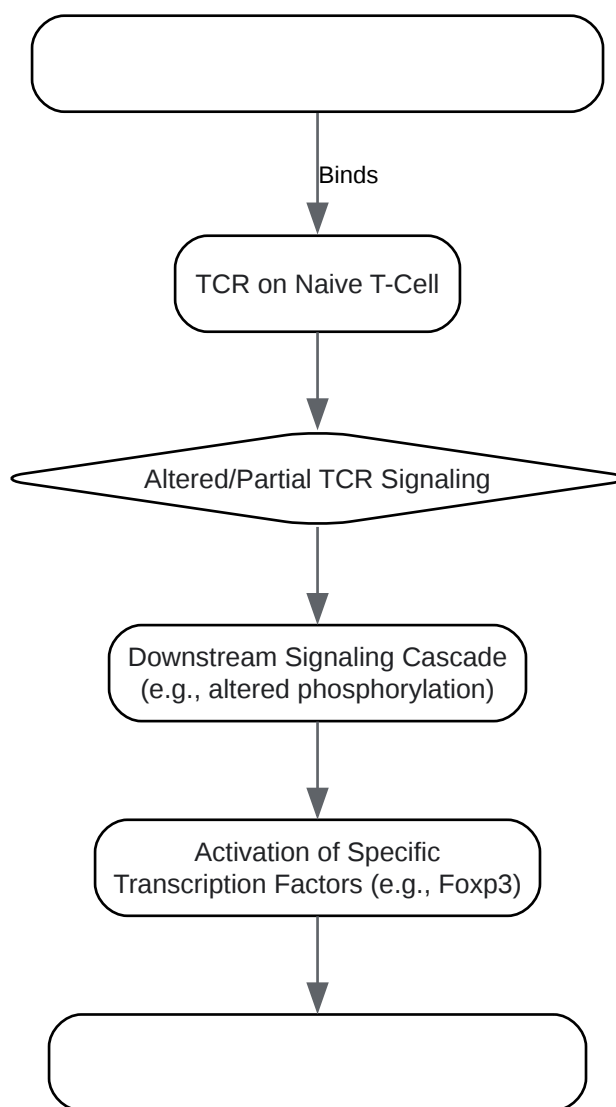 Binds
TCR on Naive T-Cell
Altered/Partial TCR Signaling
Downstream Signaling Cascade
(e.g., altered phosphorylation)
Activation of Specific
Transcription Factors (e.g., Foxp3)